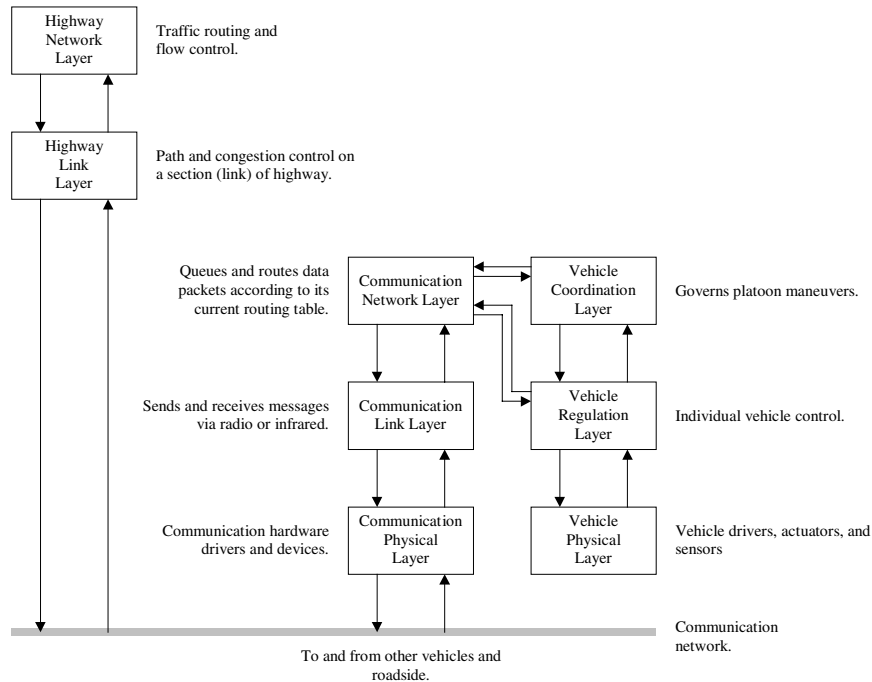 Highway
Network
Layer
Traffic routing and
flow control.
Highway
Link
Layer
Path and congestion control on
a section (link) of highway.
Queues and routes data
packets according to its
current routing table.
Communication
Network Layer
Vehicle
Coordination
Layer
Governs platoon maneuvers.
Sends and receives messages
via radio or infrared.
Communication
Link Layer
Vehicle
Regulation
Layer
Individual vehicle control.
Communication hardware
drivers and devices.
Communication
Physical
Layer
Vehicle
Physical
Layer
Vehicle drivers, actuators, and
sensors
Communication
network.
To and from other vehicles and
roadside.